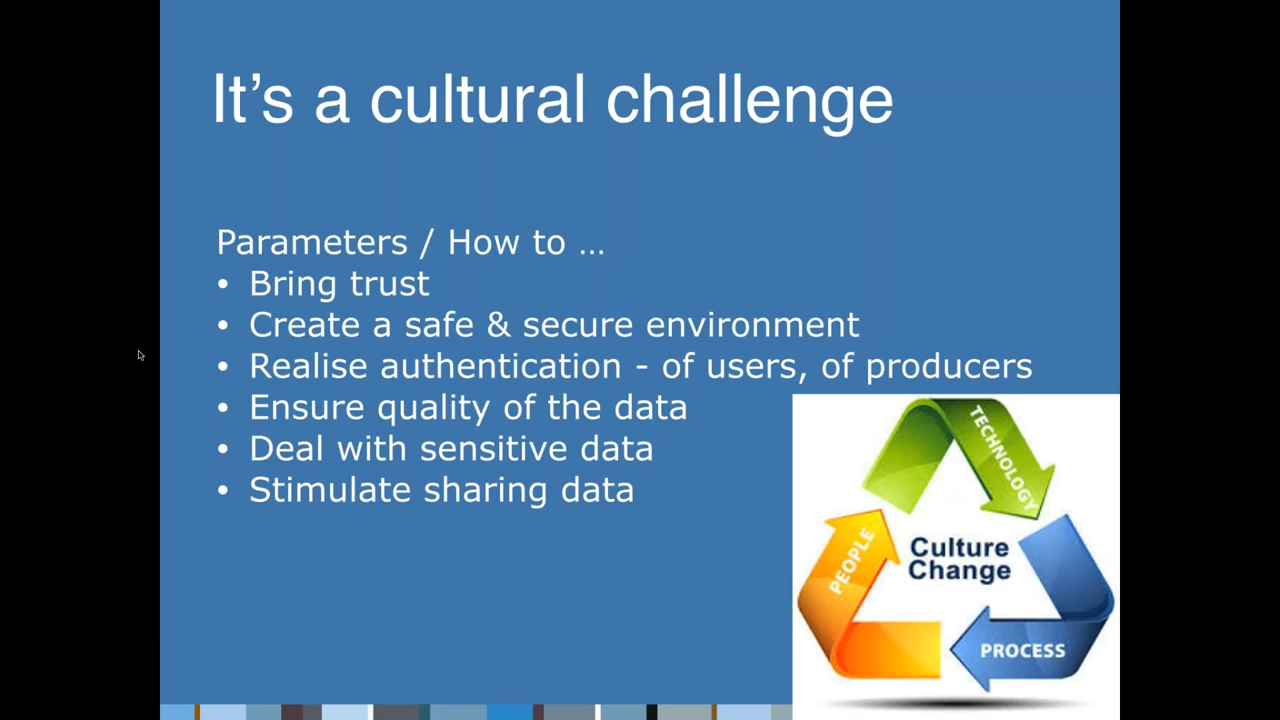 It’s a cultural challenge
Parameters / How to …
• Bring trust
• Create a safe & secure environment
• Realise authentication - of users, of producers
• Ensure quality of the data
• Deal with sensitive data
• Stimulate sharing data
TECHNOLOGY
PEOPLE
Culture
Change
PROCESS